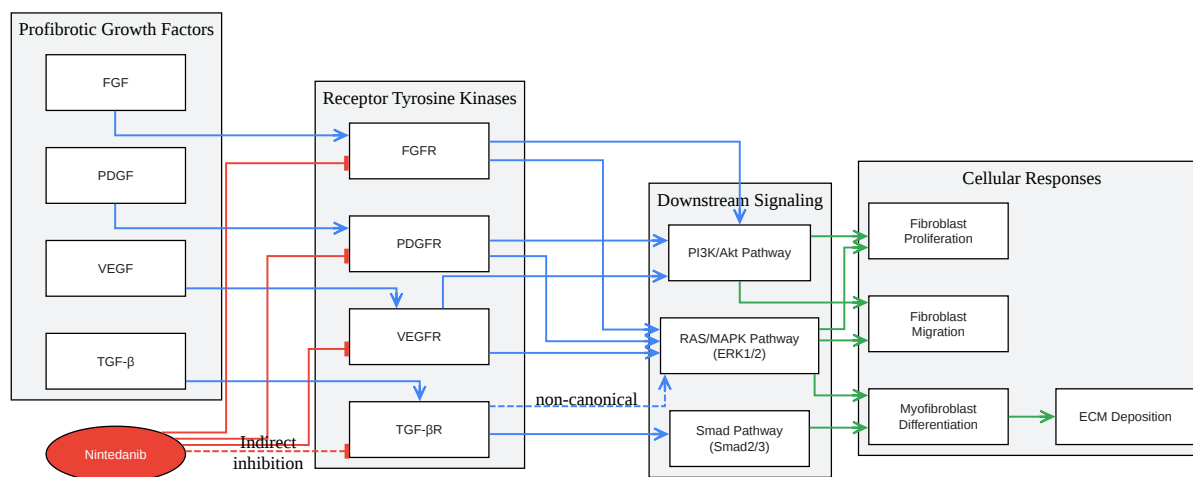 Profibrotic Growth Factors
FGF
PDGF
VEGF
TGF-β
Nintedanib
Indirect
inhibition
Receptor Tyrosine Kinases
FGFR
PDGFR
VEGFR
TGF-βR
non-canonical
Downstream Signaling
PI3K/Akt Pathway
RAS/MAPK Pathway
(ERK1/2)
Smad Pathway
(Smad2/3)
Cellular Responses
Fibroblast
Proliferation
Fibroblast
Migration
Myofibroblast
Differentiation
ECM Deposition